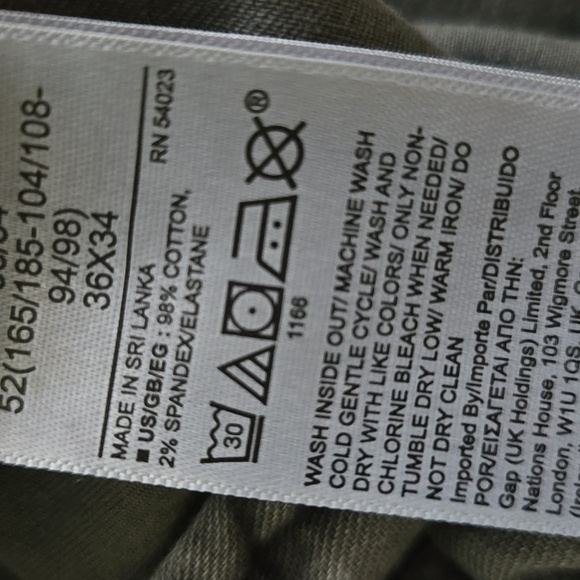 52(165/185-104/108-
94/98)
36X34
MADE IN SRI LANKA RN 54023
■ US/GB/EG : 98% COTTON,
2% SPANDEX/ELASTANE
30 ®
1166
WASH INSIDE OUT/ MACHINE WASH
COLD GENTLE CYCLE/ WASH AND
DRY WITH LIKE COLORS/ ONLY NON-
CHLORINE BLEACH WHEN NEEDED/
TUMBLE DRY LOW/ WARM IRON/ DO
NOT DRY CLEAN
Imported By/Importe Par/DISTRIBUIDO
POR/ΕΙΣΑΓΕΤΑΙ ΑΠΟ ΤΗΝ:
Gap (UK Holdings) Limited, 2nd Floor
Nations House, 103 Wigmore Street
London, W1U 1QS, UK